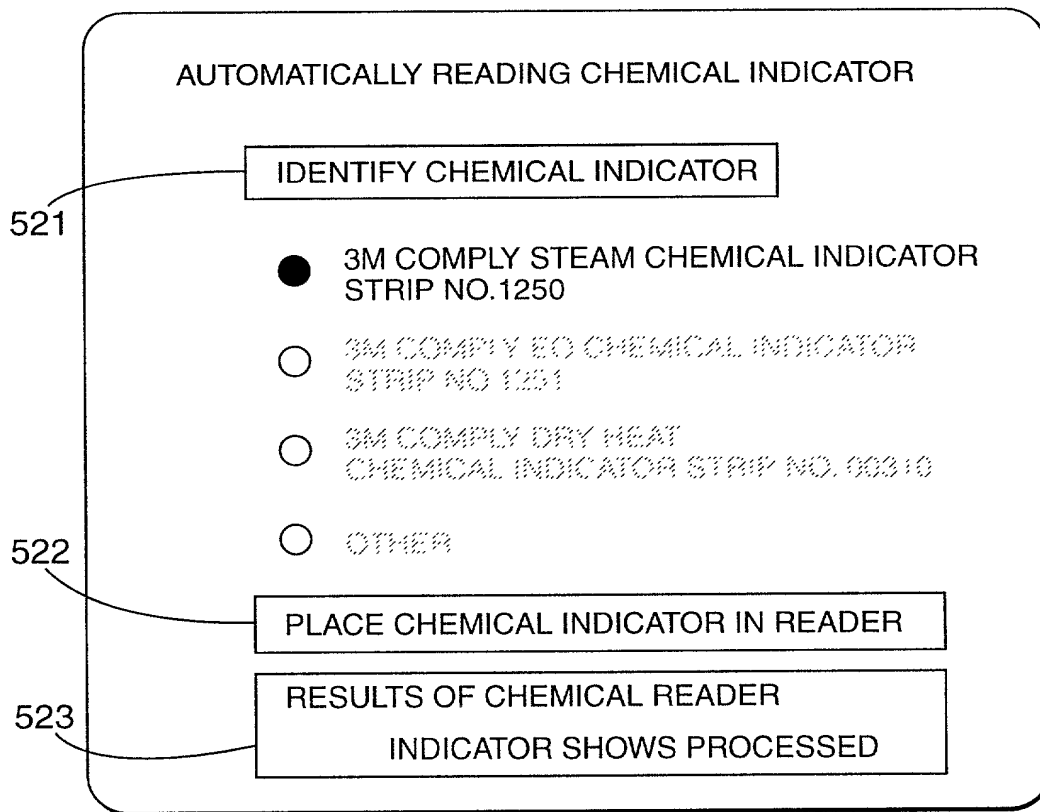 AUTOMATICALLY READING CHEMICAL INDICATOR
IDENTIFY CHEMICAL INDICATOR
521
3M COMPLY STEAM CHEMICAL INDICATOR
STRIP NO.1250
3M COMPLY EO CHEMICAL INDICATOR
STRIP NO 1251
3M COMPLY DRY HEAT
CHEMICAL INDICATOR STRIP NO. 00310
OTHER
522
PLACE CHEMICAL INDICATOR IN READER
RESULTS OF CHEMICAL READER
523
INDICATOR SHOWS PROCESSED